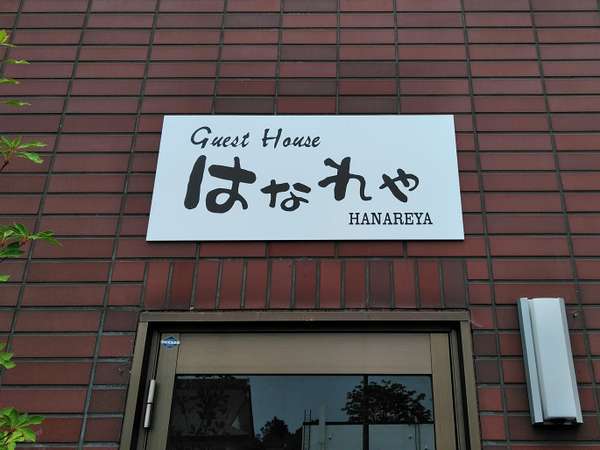 Guest House
はなれや
HANAREYA